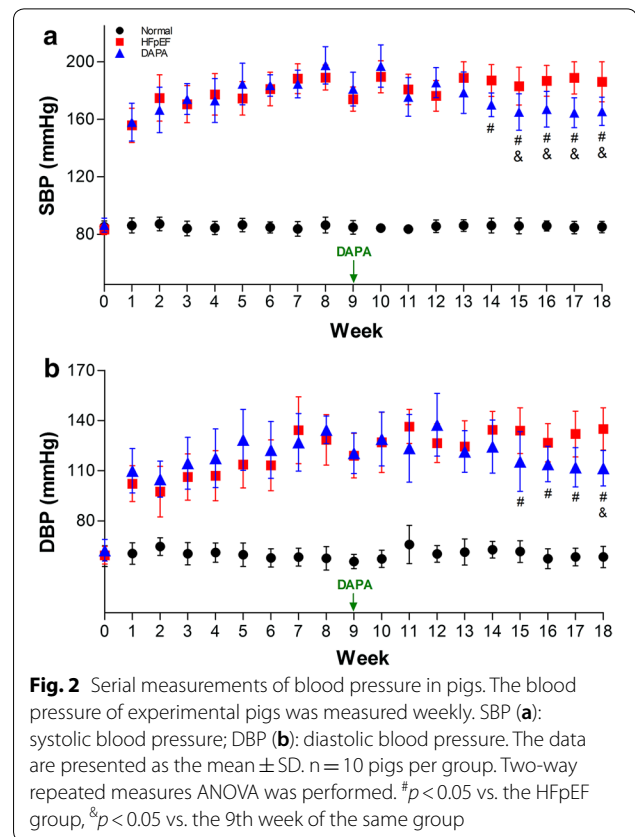 a
Normal
HFpEF
DAPA
200
160
120
80
SBP (mmHg)
# # # # #
& & & &
DAPA
0 1 2 3 4 5 6 7 8 9 10 11 12 13 14 15 16 17 18
Week
b
170
140
110
80
DBP (mmHg)
# # # #
&
DAPA
0 1 2 3 4 5 6 7 8 9 10 11 12 13 14 15 16 17 18
Week
Fig. 2 Serial measurements of blood pressure in pigs. The blood
pressure of experimental pigs was measured weekly. SBP (a):
systolic blood pressure; DBP (b): diastolic blood pressure. The data
are presented as the mean ± SD. n = 10 pigs per group. Two-way
repeated measures ANOVA was performed. #p < 0.05 vs. the HFpEF
group, &p < 0.05 vs. the 9th week of the same group